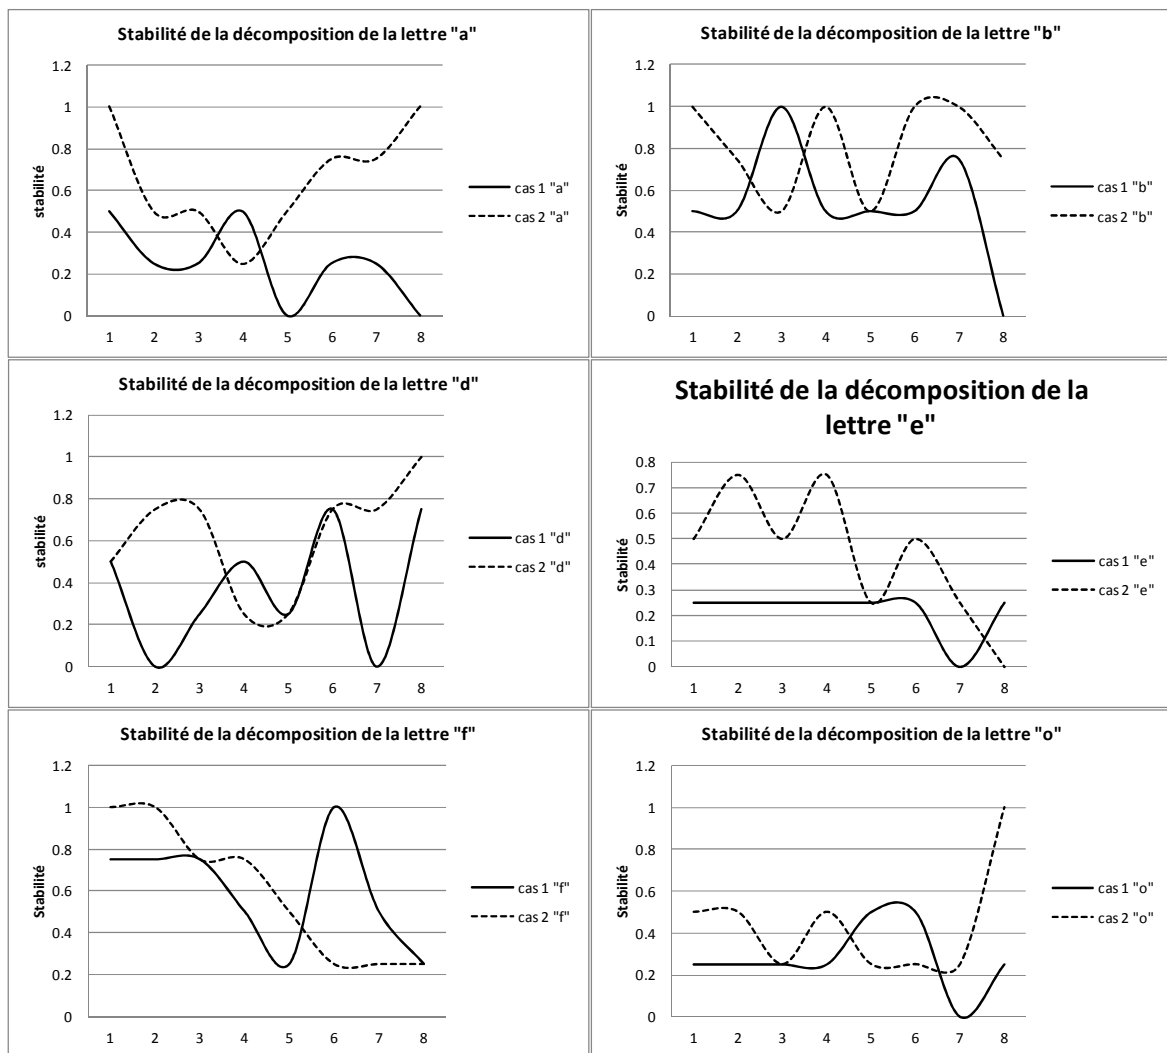 Stabilité de la décomposition de la lettre "a"
stabilité
1.2
1
0.8
0.6
0.4
0.2
0
1 2 3 4 5 6 7 8
cas 1 "a"
cas 2 "a"
Stabilité de la décomposition de la lettre "b"
Stabilité
1.2
1
0.8
0.6
0.4
0.2
0
1 2 3 4 5 6 7 8
cas 1 "b"
cas 2 "b"
Stabilité de la décomposition de la lettre "d"
stabilité
1.2
1
0.8
0.6
0.4
0.2
0
1 2 3 4 5 6 7 8
cas 1 "d"
cas 2 "d"
Stabilité de la décomposition de la
lettre "e"
Stabilité
0.8
0.7
0.6
0.5
0.4
0.3
0.2
0.1
0
1 2 3 4 5 6 7 8
cas 1 "e"
cas 2 "e"
Stabilité de la décomposition de la lettre "f"
Stabilité
1.2
1
0.8
0.6
0.4
0.2
0
1 2 3 4 5 6 7 8
cas 1 "f"
cas 2 "f"
Stabilité de la décomposition de la lettre "o"
Stabilité
1.2
1
0.8
0.6
0.4
0.2
0
1 2 3 4 5 6 7 8
cas 1 "o"
cas 2 "o"